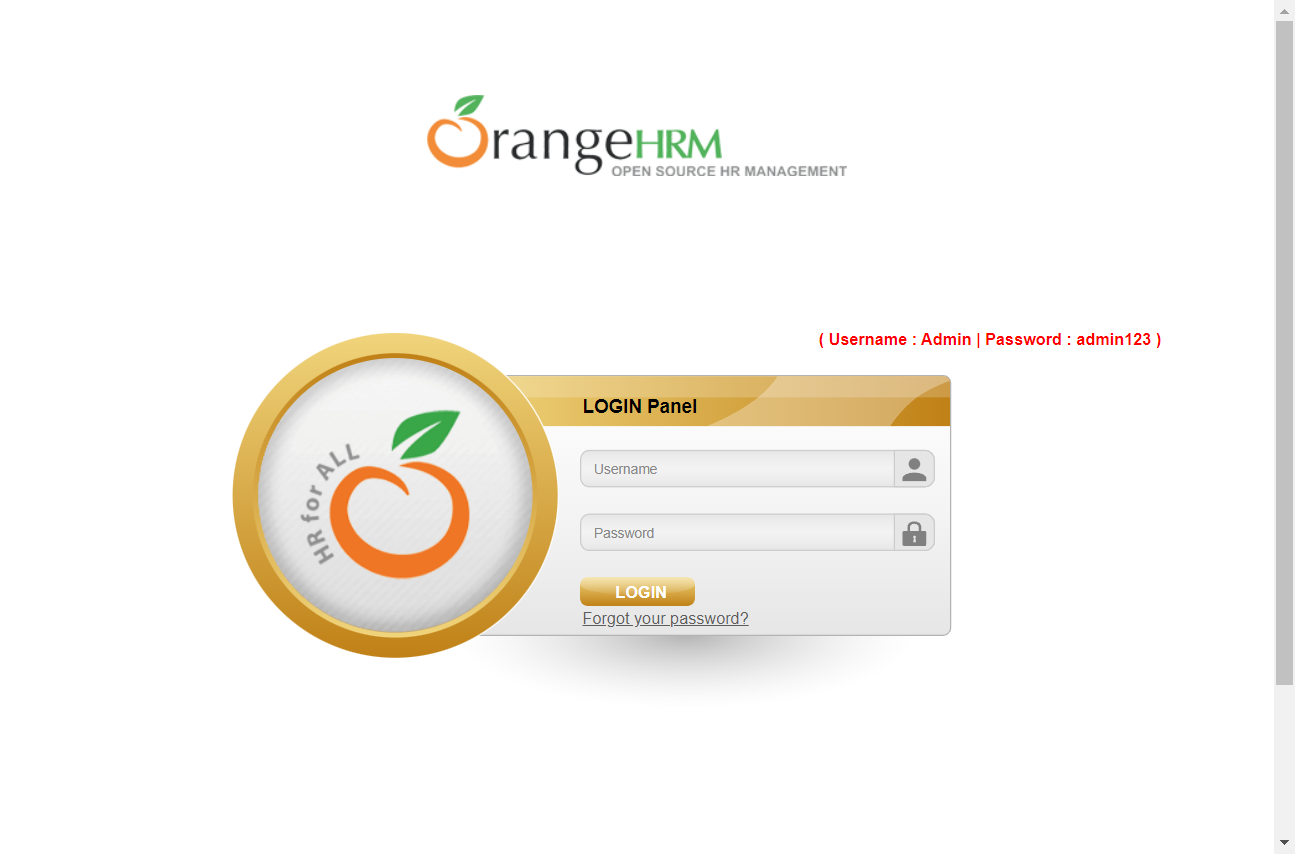 OrangeHRM
OPEN SOURCE HR MANAGEMENT
( Username : Admin | Password : admin123 )
HR for ALL
LOGIN Panel
Username
Password
LOGIN
Forgot your password?